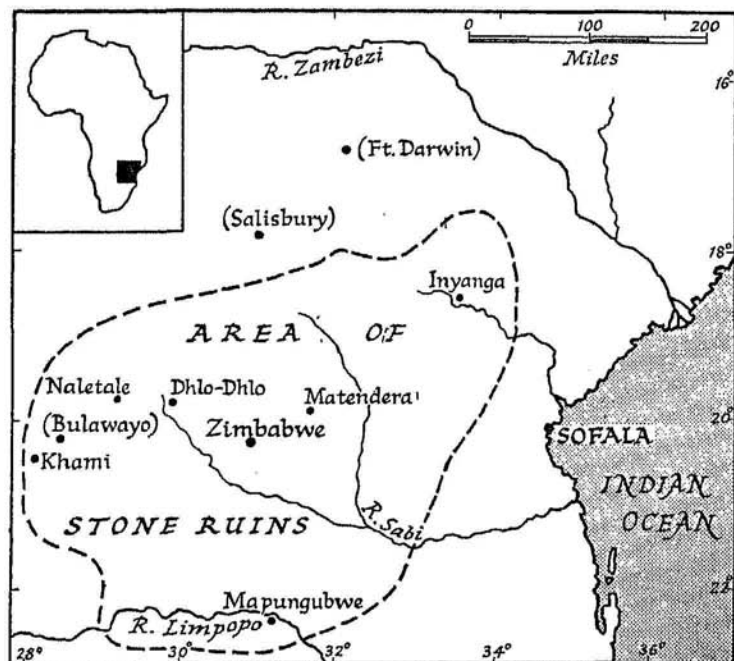 0 100 200
Miles
R. Zambezi
16°
(Ft. Darwin)
(Salisbury)
18°
Inyanga
AREA OF
Naletale
Dhlo-Dhlo
Matendera
(Bulawayo)
Zimbabwe
20°
SOFALA
Khami
INDIAN
OCEAN
STONE RUINS
R. Sabi
22°
Mapungubwe
R. Limpopo
28° 30° 32° 34° 36°